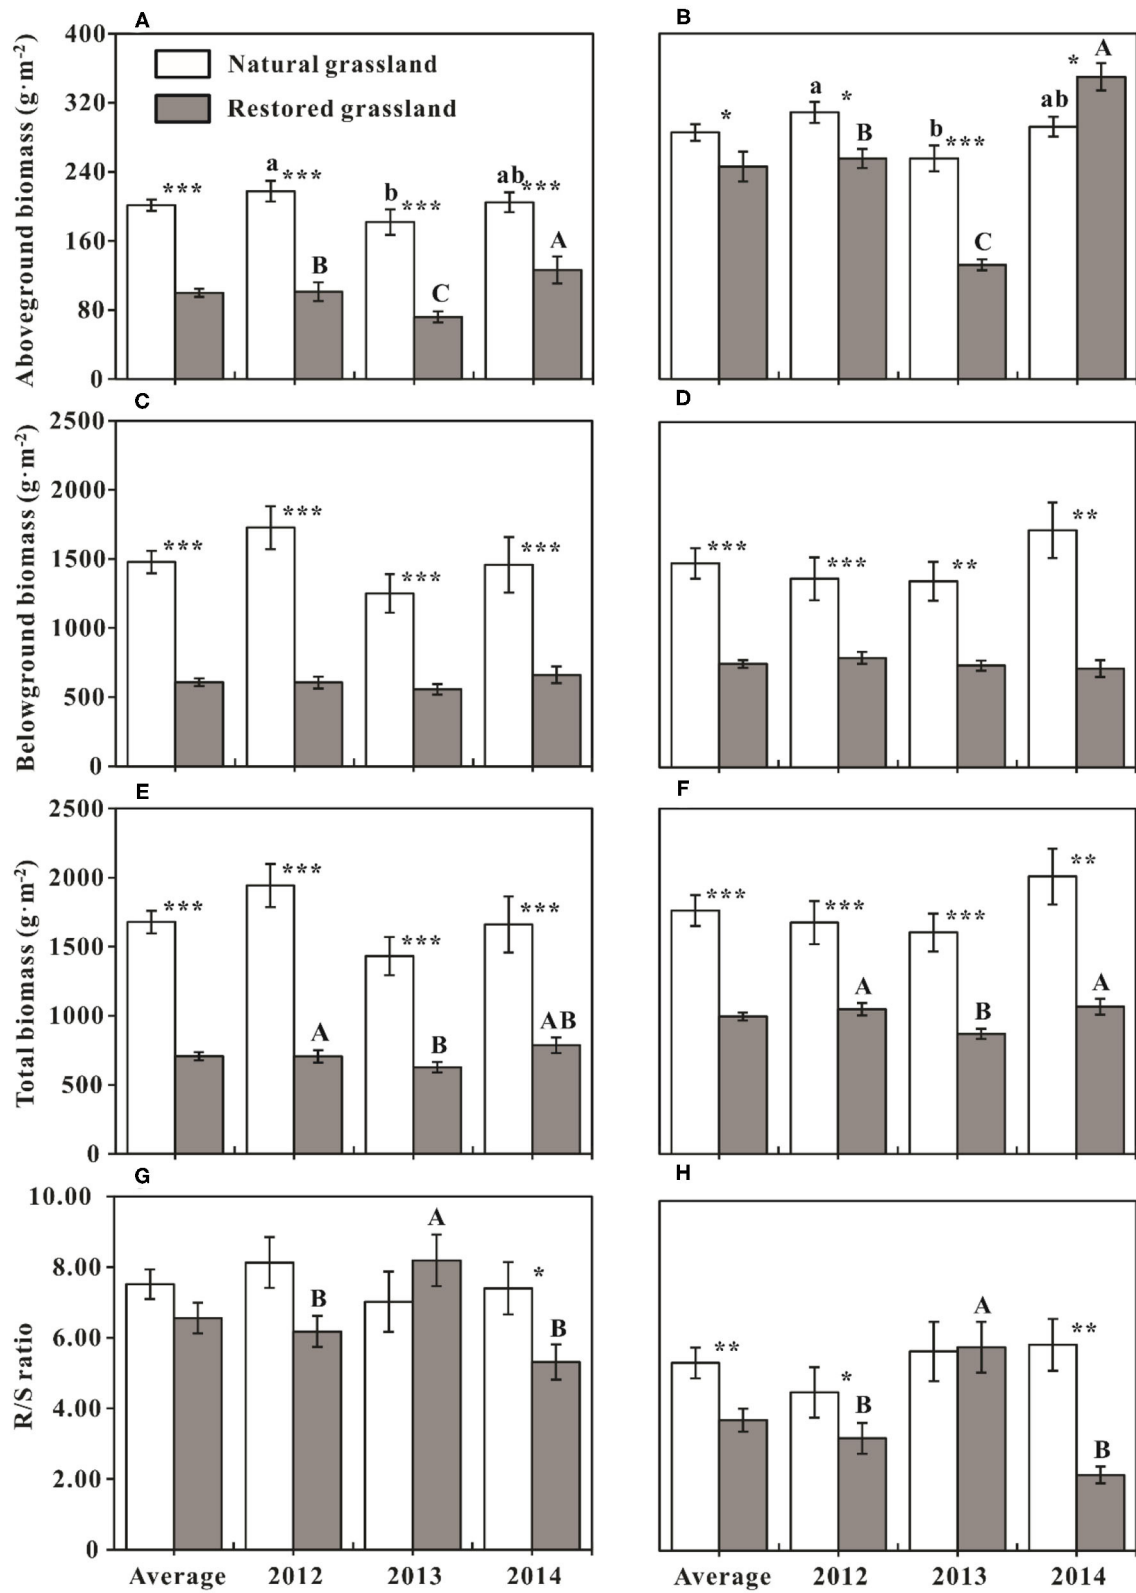 A
B
Aboveground biomass (g·m⁻²)
400
320
240
160
80
0
Natural grassland
Restored grassland
***
a
***
B
b
***
C
ab
***
A
*
a
*
B
b
***
C
ab
*
A
C
D
Belowground biomass (g·m⁻²)
2500
2000
1500
1000
500
0
***
***
***
***
***
***
**
**
E
F
Total biomass (g·m⁻²)
2500
2000
1500
1000
500
0
***
***
A
***
B
***
AB
***
***
A
***
B
**
A
G
H
R/S ratio
10.00
8.00
6.00
4.00
2.00
0
B
A
*
B
**
*
B
A
**
B
Average 2012 2013 2014
Average 2012 2013 2014